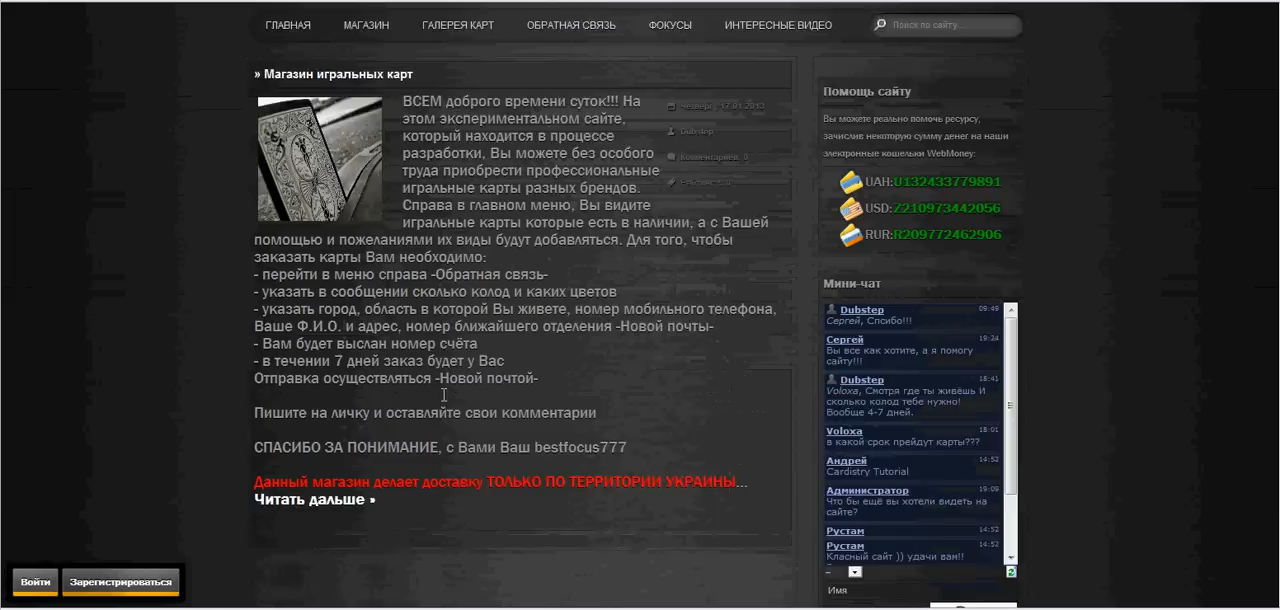 ГЛАВНАЯ МАГАЗИН ГАЛЕРЕЯ КАРТ ОБРАТНАЯ СВЯЗЬ ФОКУСЫ ИНТЕРЕСНЫЕ ВИДЕО Поиск по сайту...
» Магазин игральных карт
ВСЕМ доброго времени суток!!! На
этом экспериментальном сайте,
который находится в процессе
разработки, Вы можете без особого
труда приобрести профессиональные
игральные карты разных брендов.
Справа в главном меню, Вы видите
игральные карты которые есть в наличии, а с Вашей
помощью и пожеланиями их виды будут добавляться. Для того, чтобы
заказать карты Вам необходимо:
- перейти в меню справа -Обратная связь-
- указать в сообщении сколько колод и каких цветов
- указать город, область в которой Вы живете, номер мобильного телефона,
Ваше Ф.И.О. и адрес, номер ближайшего отделения -Новой почты-
- Вам будет выслан номер счёта
- в течении 7 дней заказ будет у Вас
Отправка осуществляться -Новой почтой-
Пишите на личку и оставляйте свои комментарии
СПАСИБО ЗА ПОНИМАНИЕ, с Вами Ваш bestfocus777
Данный магазин делает доставку ТОЛЬКО ПО ТЕРРИТОРИИ УКРАИНЫ...
Читать дальше »
четверг, 17.01.2013
Dubstep
Комментариев: 0
Помощь сайту
Вы можете реально помочь ресурсу,
зачислив некоторую сумму денег на наши
электронные кошельки WebMoney:
UAH:U132433779891
USD:Z210973442056
RUR:R209772462906
Мини-чат
Dubstep 09:49
Сергей, Спсибо!!!
Сергей 19:24
Вы все как хотите, а я помогу
сайту!!!
Dubstep 18:41
Voloxa, Смотря где ты живёшь И
сколько колод тебе нужно!
Вообще 4-7 дней.
Voloxa 18:01
в какой срок прейдут карты???
Андрей 14:52
Cardistry Tutorial
Администратор 19:09
Что бы ещё вы хотели видеть на
сайте?
Рустам 14:52
Рустам 14:52
Класный сайт )) удачи вам!!
Имя
Войти Зарегистрироваться